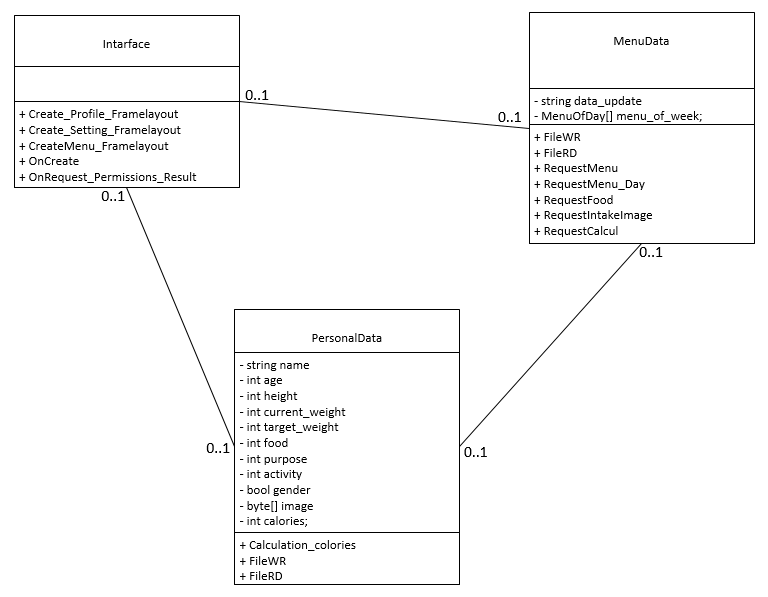 Intarface
+ Create_Profile_Framelayout
+ Create_Setting_Framelayout
+ CreateMenu_Framelayout
+ OnCreate
+ OnRequest_Permissions_Result
0..1
0..1
MenuData
- string data_update
- MenuOfDay[] menu_of_week;
+ FileWR
+ FileRD
+ RequestMenu
+ RequestMenu_Day
+ RequestFood
+ RequestIntakeImage
+ RequestCalcul
0..1
0..1
PersonalData
- string name
- int age
- int height
- int current_weight
- int target_weight
- int food
- int purpose
- int activity
- bool gender
- byte[] image
- int calories;
+ Calculation_colories
+ FileWR
+ FileRD
0..1
0..1